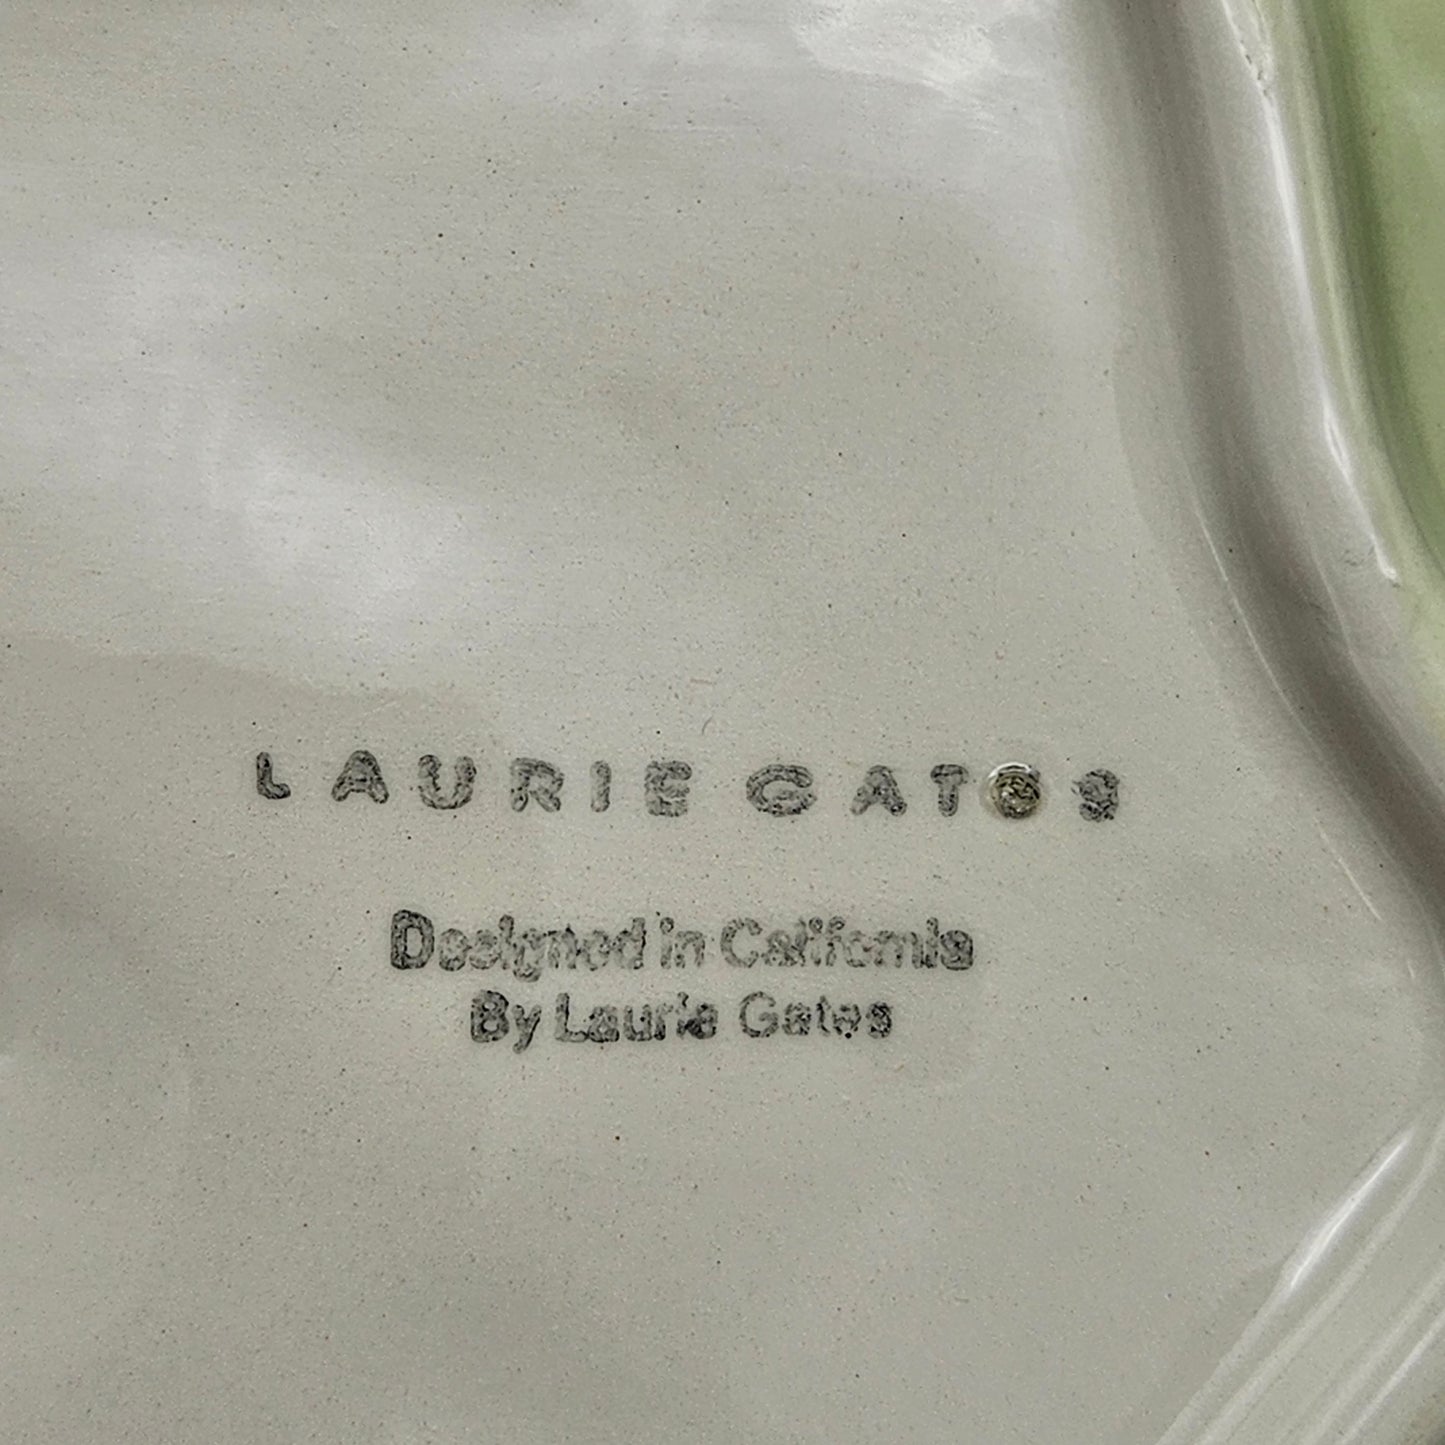 LAURIE GATES
Designed in California
By Laurie Gates